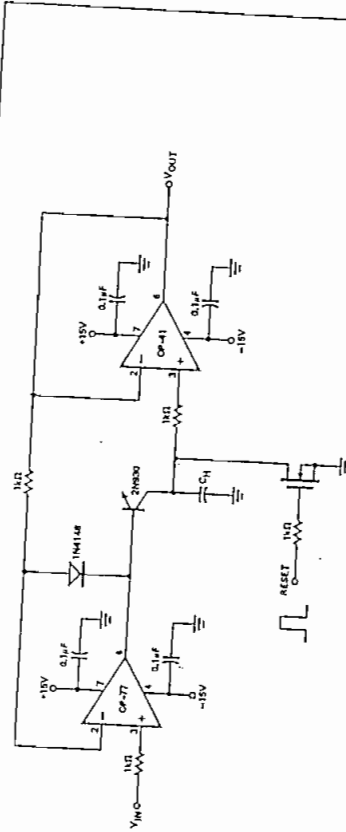 1kΩ
1N4148
+15V
0.1µF
2
7
OP-77
6
3
4
0.1µF
-15V
VIN
1kΩ
2N930
CH
1kΩ
+15V
0.1µF
2
7
OP-41
6
3
4
0.1µF
-15V
VOUT
RESET
1kΩ